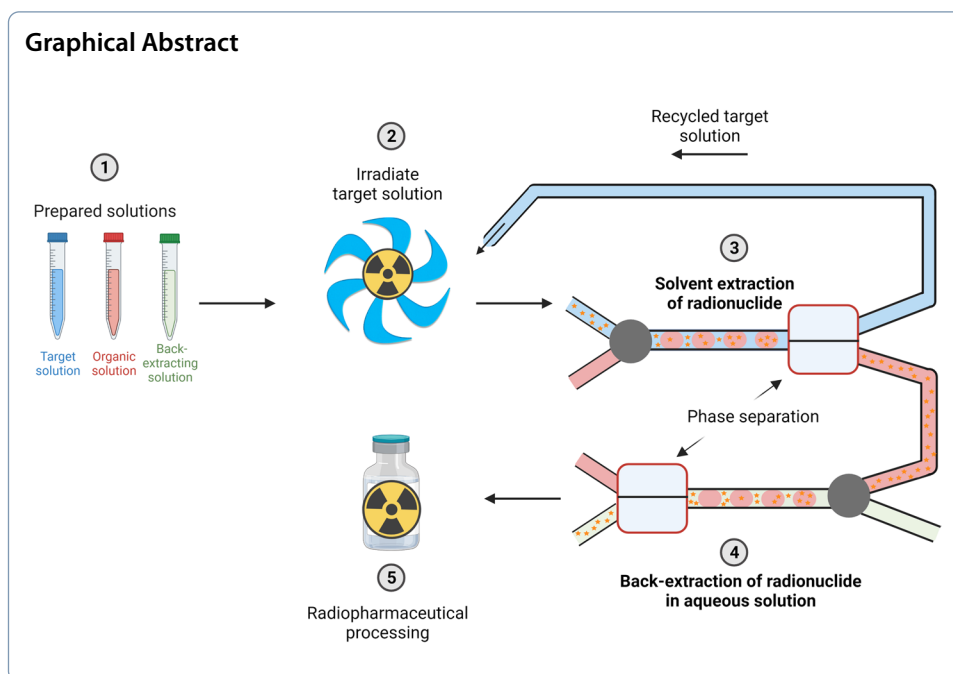 Graphical Abstract
1
Prepared solutions
Target
solution
Organic
solution
Back-
extracting
solution
2
Irradiate
target solution
Recycled target
solution
3
Solvent extraction
of radionuclide
Phase separation
4
Back-extraction of radionuclide
in aqueous solution
5
Radiopharmaceutical
processing